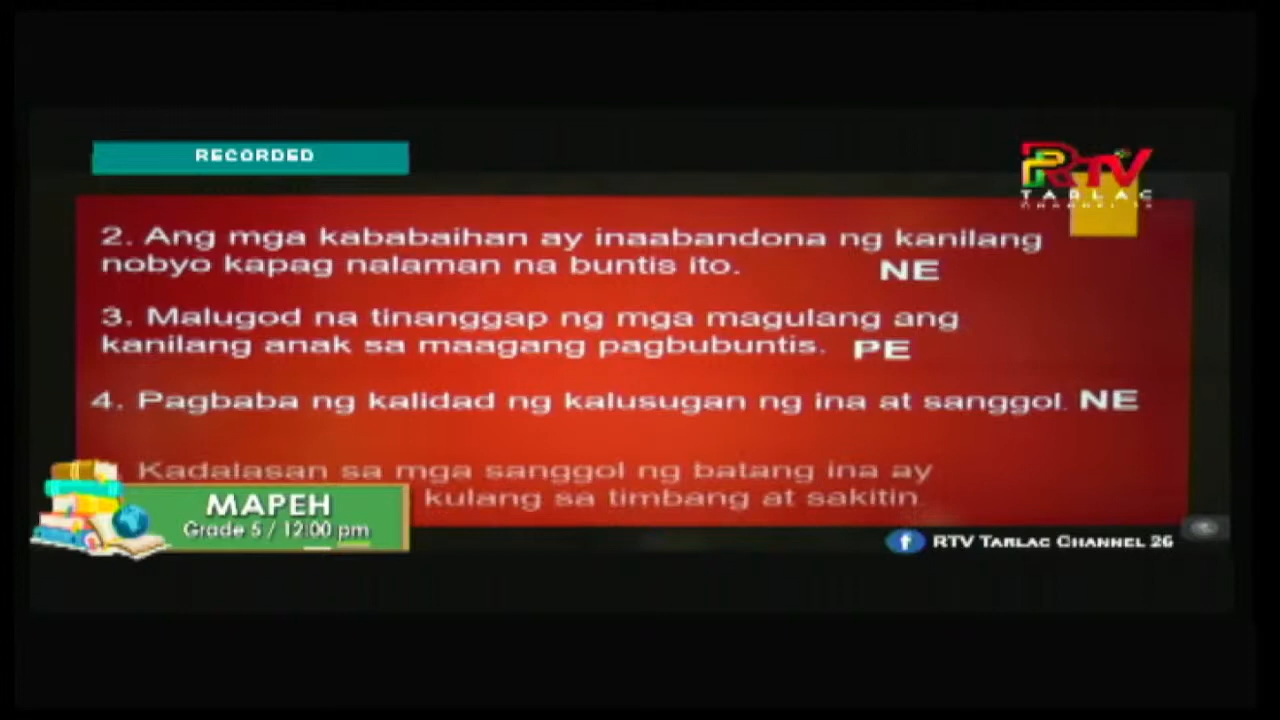 RECORDED
RTV
TARLAC
2. Ang mga kababaihan ay inaabandona ng kanilang
nobyo kapag nalaman na buntis ito. NE
3. Malugod na tinanggap ng mga magulang ang
kanilang anak sa maagang pagbubuntis. PE
4. Pagbaba ng kalidad ng kalusugan ng ina at sanggol. NE
Kadalasan sa mga sanggol ng batang ina ay
kulang sa timbang at sakitin
MAPEH
Grade 5 / 12:00 pm
RTV TARLAC CHANNEL 26